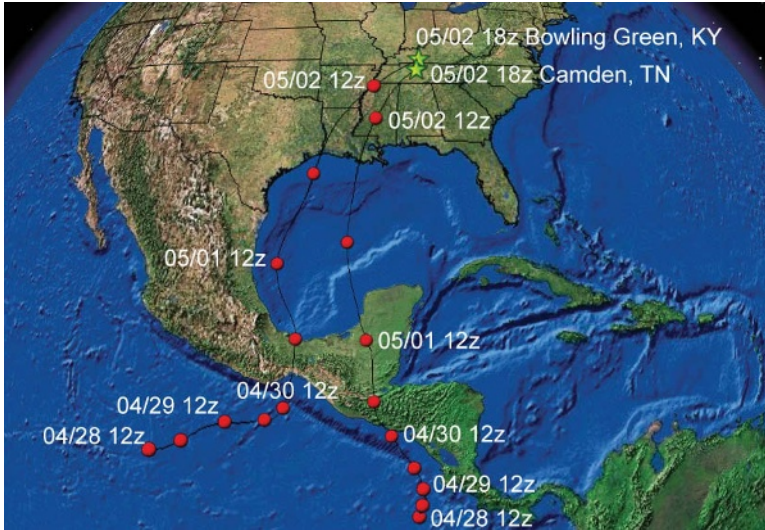 05/02 18z Bowling Green, KY
05/02 12z
05/02 18z Camden, TN
05/02 12z
05/01 12z
05/01 12z
04/30 12z
04/29 12z
04/28 12z
04/30 12z
04/29 12z
04/28 12z